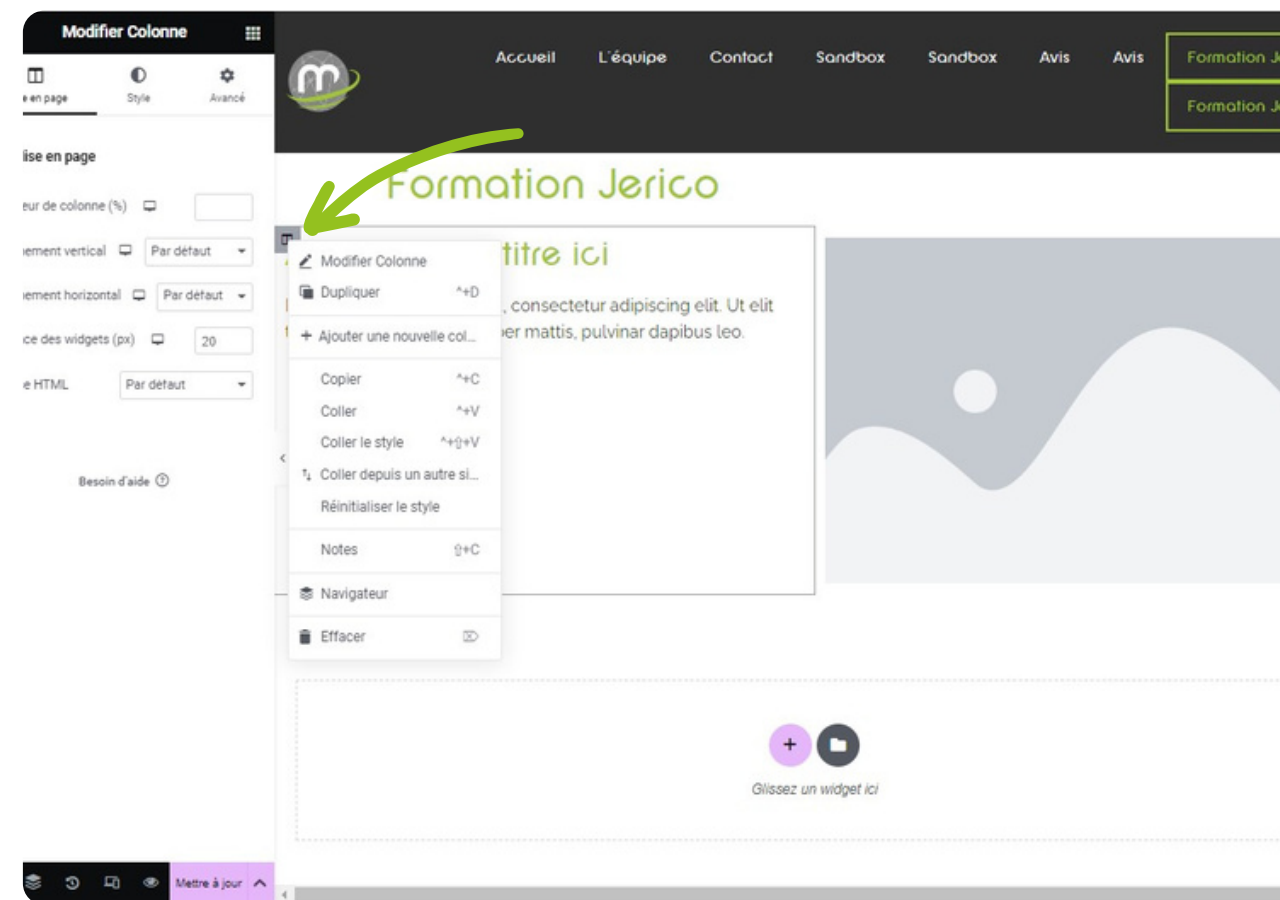 Modifier Colonne
en page
Style
Avancé
ise en page
eur de colonne (%)
ement vertical
Par défaut
ement horizontal
Par défaut
ce des widgets (px)
20
e HTML
Par défaut
Besoin d'aide ?
Mettre à jour
m
Accueil L'équipe Contact Sandbox Sandbox Avis Avis
Formation Je
Formation Je
Formation Jerico
titre ici
, consectetur adipiscing elit. Ut elit
er mattis, pulvinar dapibus leo.
Modifier Colonne
Dupliquer ^+D
+ Ajouter une nouvelle col...
Copier ^+C
Coller ^+V
Coller le style ^+⇧+V
Coller depuis un autre si...
Réinitialiser le style
Notes ⇧+C
Navigateur
Effacer ⌦
Glissez un widget ici